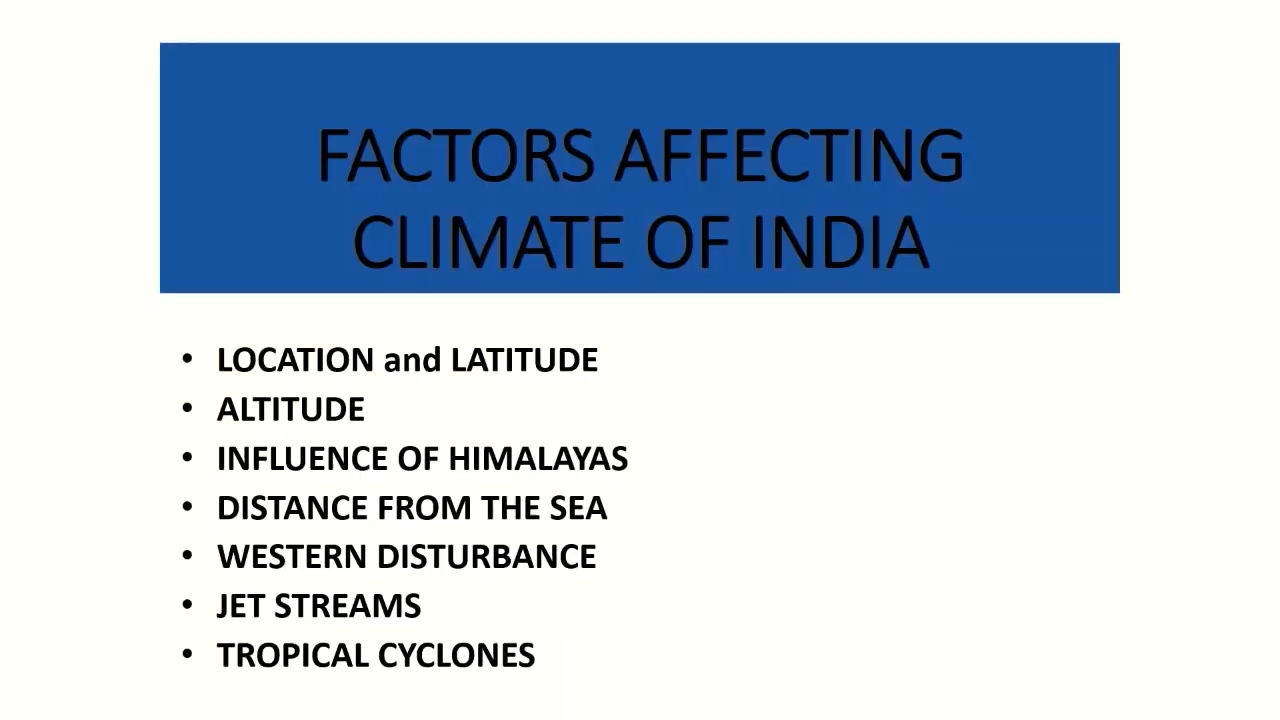 FACTORS AFFECTING
CLIMATE OF INDIA
• LOCATION and LATITUDE
• ALTITUDE
• INFLUENCE OF HIMALAYAS
• DISTANCE FROM THE SEA
• WESTERN DISTURBANCE
• JET STREAMS
• TROPICAL CYCLONES